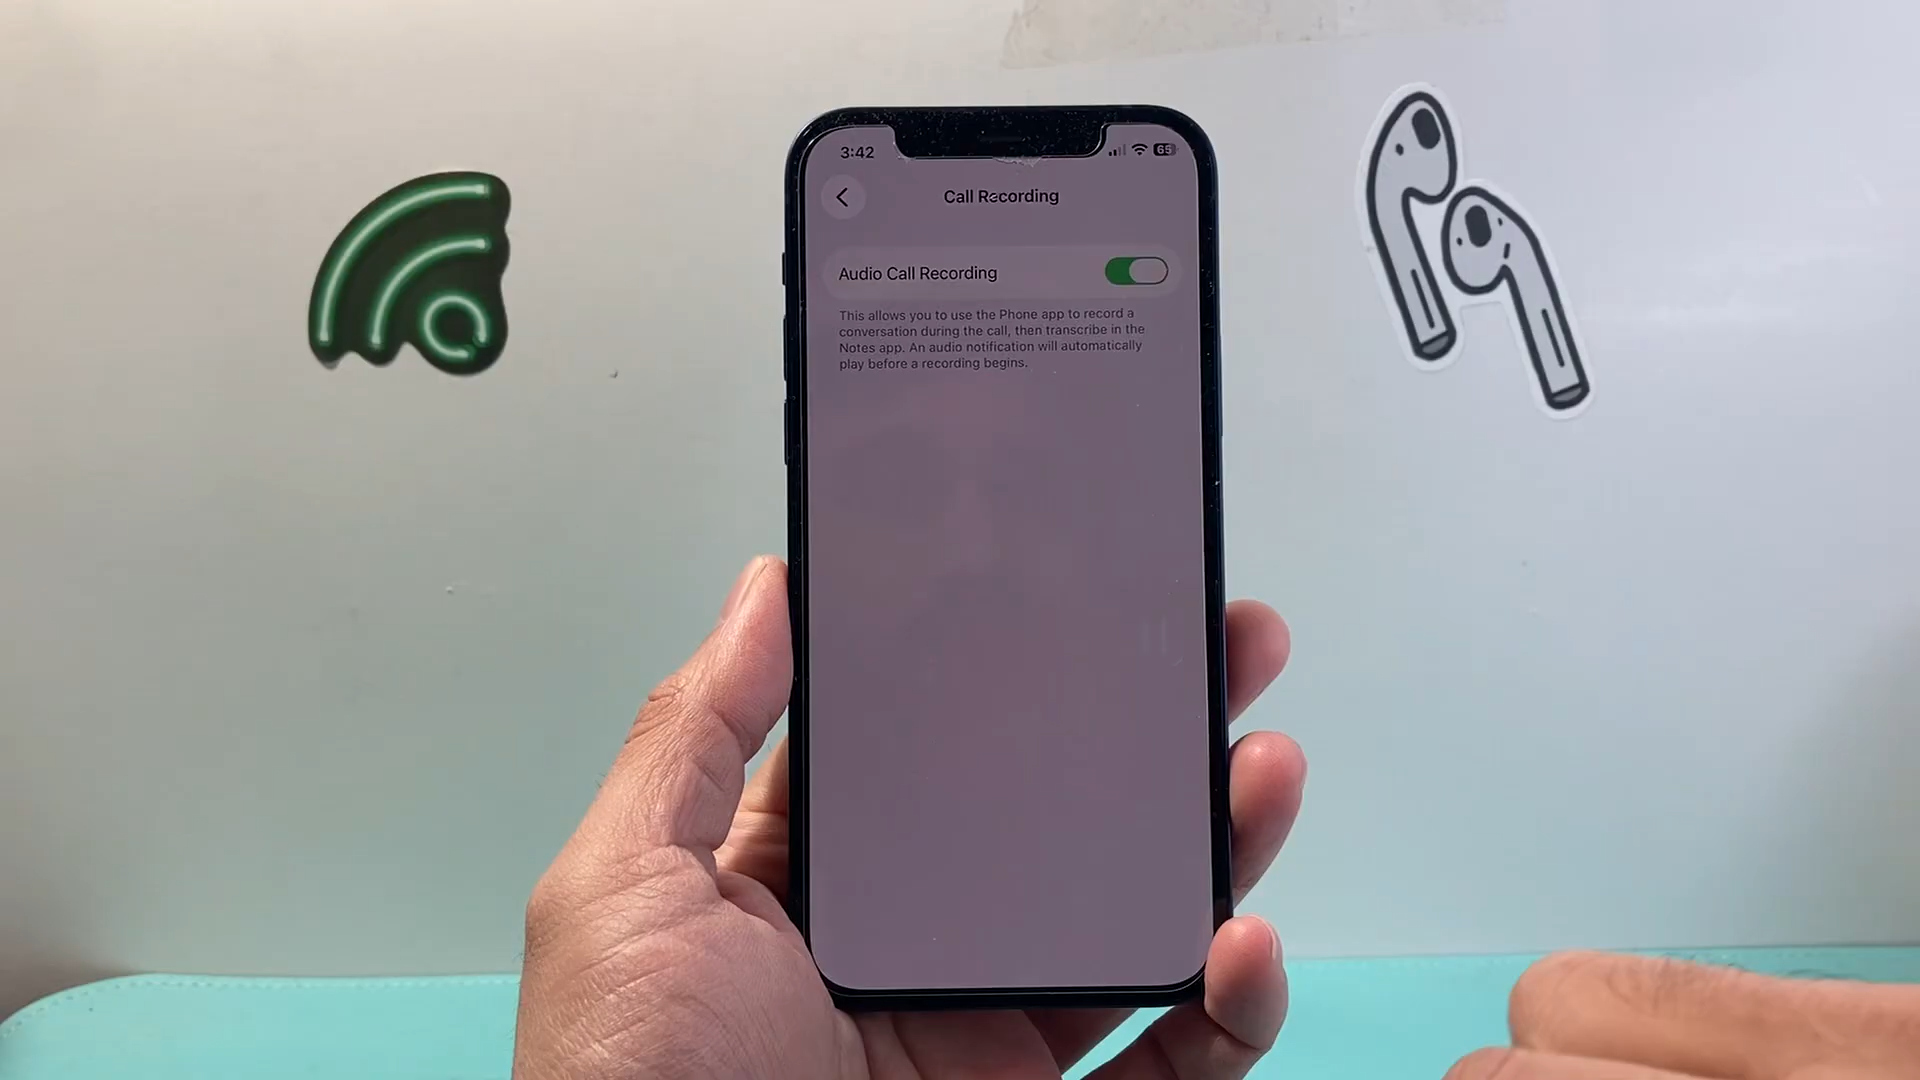 3:42
65
Call Recording
Audio Call Recording
This allows you to use the Phone app to record a
conversation during the call, then transcribe in the
Notes app. An audio notification will automatically
play before a recording begins.